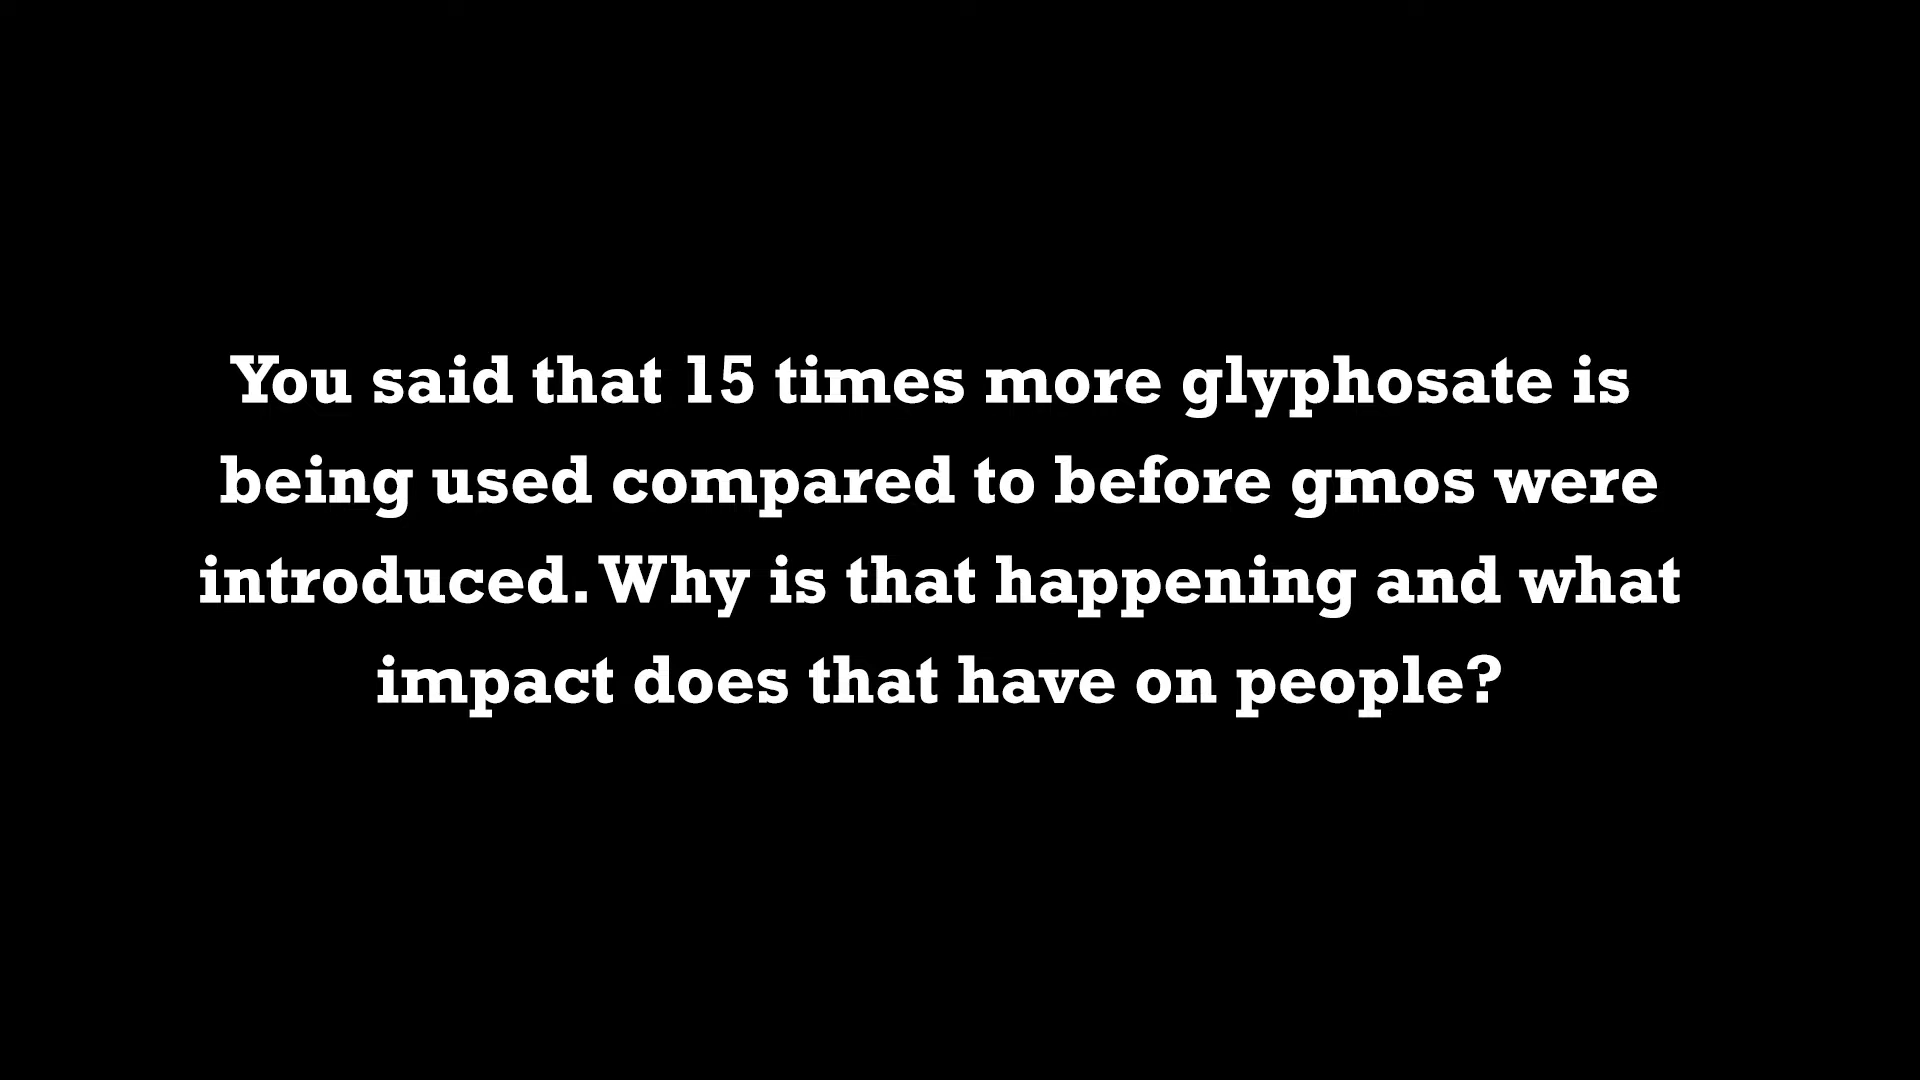 You said that 15 times more glyphosate is
being used compared to before gmos were
introduced. Why is that happening and what
impact does that have on people?